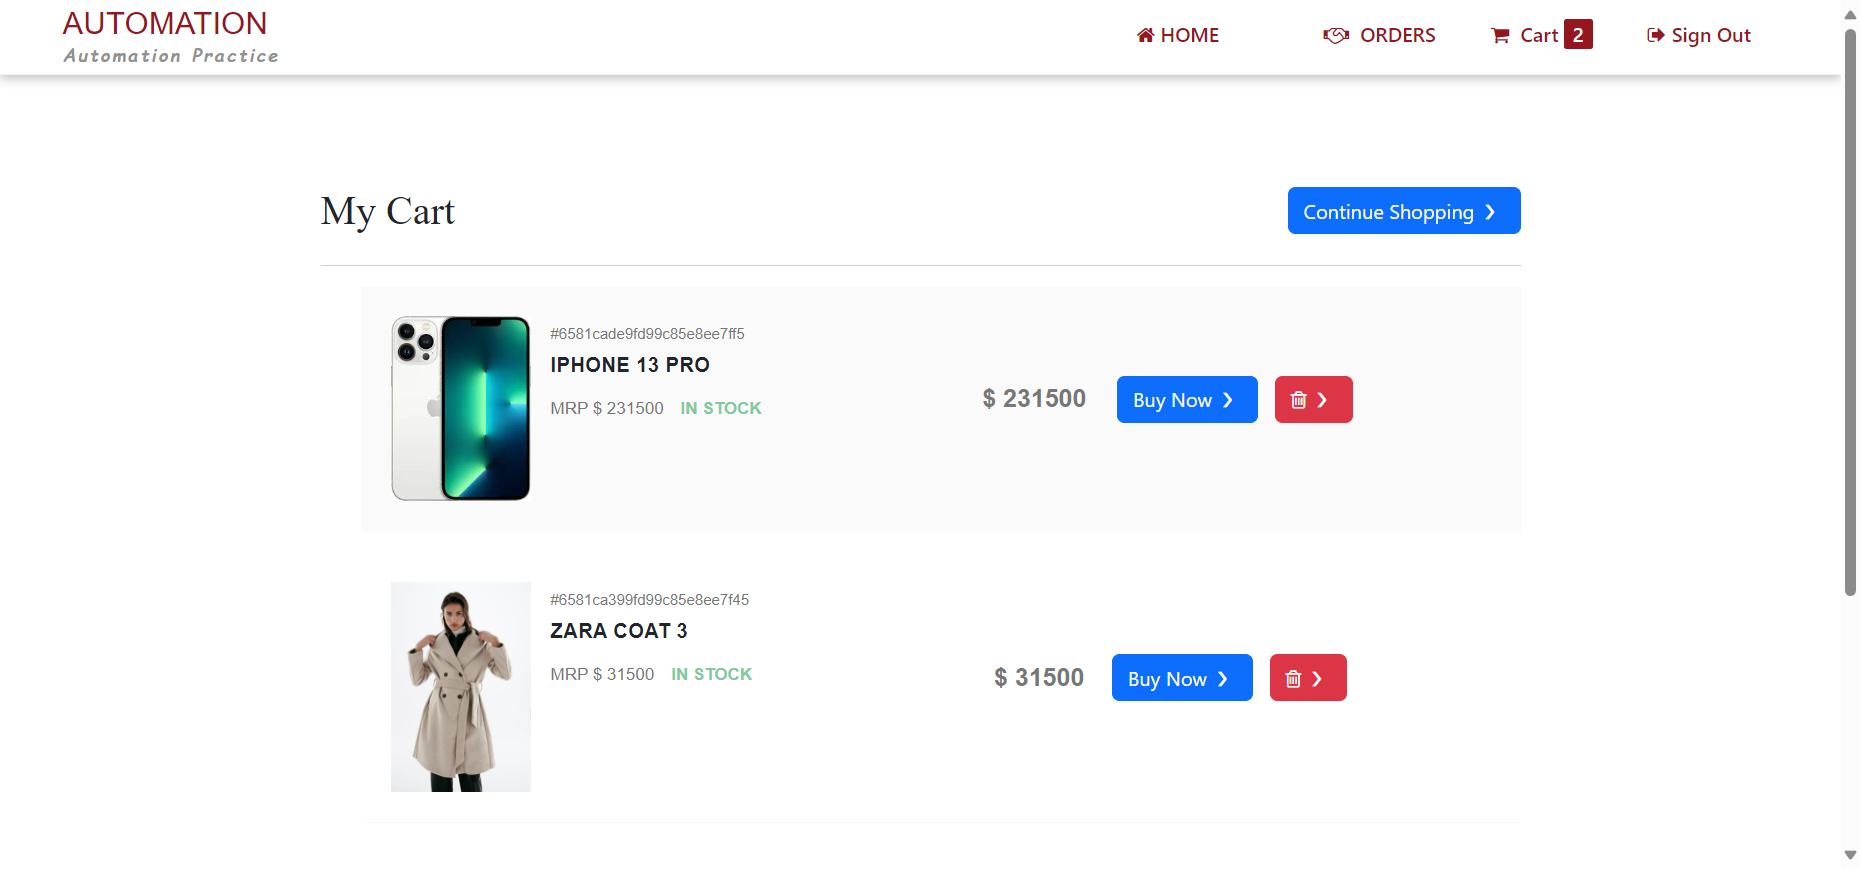 AUTOMATION
Automation Practice
HOME
ORDERS
Cart 2
Sign Out
My Cart
Continue Shopping ❯
#6581cade9fd99c85e8ee7ff5
IPHONE 13 PRO
MRP $ 231500 IN STOCK
$ 231500
Buy Now ❯
❯
#6581ca399fd99c85e8ee7f45
ZARA COAT 3
MRP $ 31500 IN STOCK
$ 31500
Buy Now ❯
❯